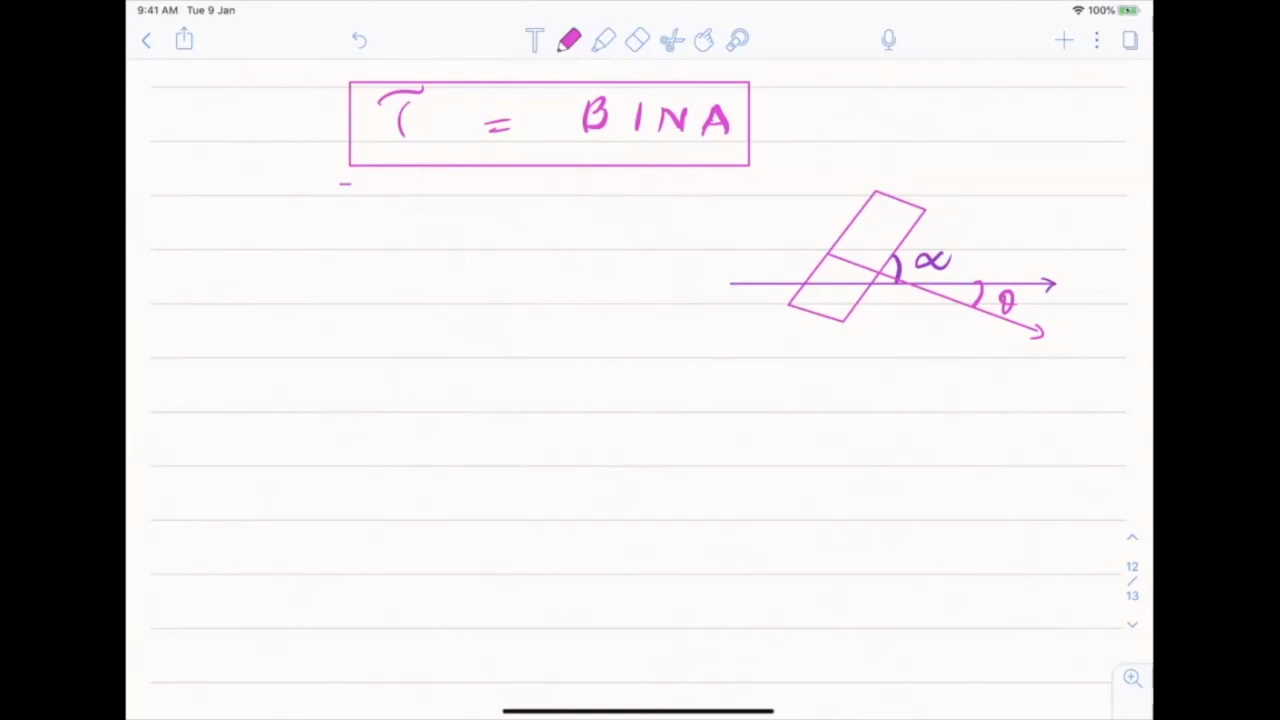 9:41 AM Tue 9 Jan 100%
T
τ = BINA
α
θ
12
/
13